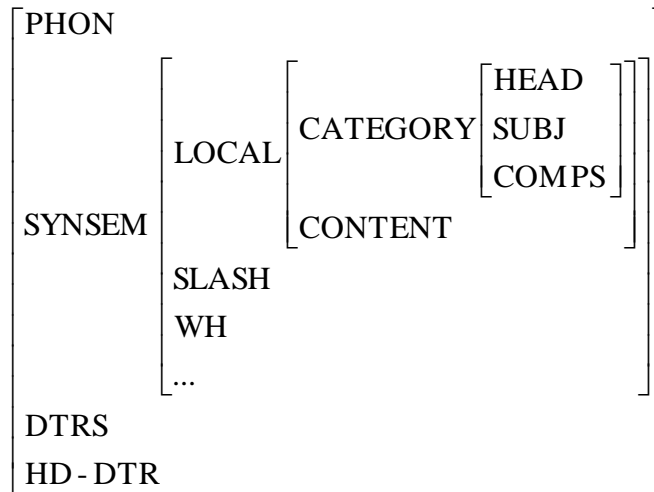 PHON
HEAD
CATEGORY SUBJ
LOCAL
COMPS
SYNSEM
CONTENT
SLASH
WH
...
DTRS
HD - DTR